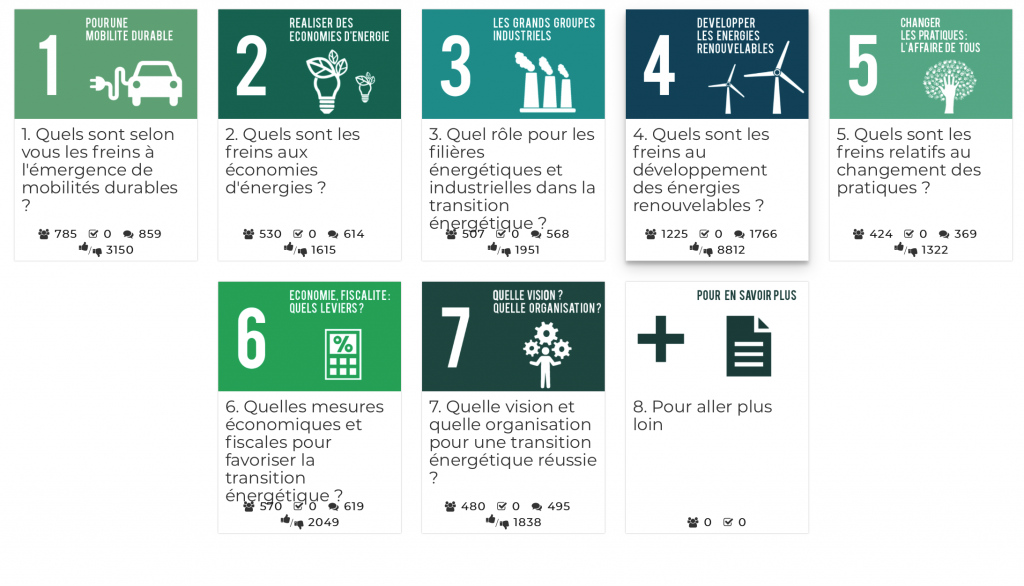 1
POUR UNE
MOBILITE DURABLE
1. Quels sont selon
vous les freins à
l'émergence de
mobilités durables
?
785 0 859
/ 3150
2
REALISER DES
ECONOMIES D'ENERGIE
2. Quels sont les
freins aux
économies
d'énergies ?
530 0 614
/ 1615
3
LES GRANDS GROUPES
INDUSTRIELS
3. Quel rôle pour les
filières
énergétiques et
industrielles dans la
transition
énergétique ?
507 0 568
/ 1951
4
DEVELOPPER
LES ENERGIES
RENOUVELABLES
4. Quels sont les
freins au
développement
des énergies
renouvelables ?
1225 0 1766
/ 8812
5
CHANGER
LES PRATIQUES :
L'AFFAIRE DE TOUS
5. Quels sont les
freins relatifs au
changement des
pratiques ?
424 0 369
/ 1322
6
ECONOMIE, FISCALITE :
QUELS LEVIERS ?
%
6. Quelles mesures
économiques et
fiscales pour
favoriser la
transition
énergétique ?
570 0 619
/ 2049
7
QUELLE VISION ?
QUELLE ORGANISATION ?
7. Quelle vision et
quelle organisation
pour une transition
énergétique réussie
?
480 0 495
/ 1838
POUR EN SAVOIR PLUS
8. Pour aller plus
loin
0 0